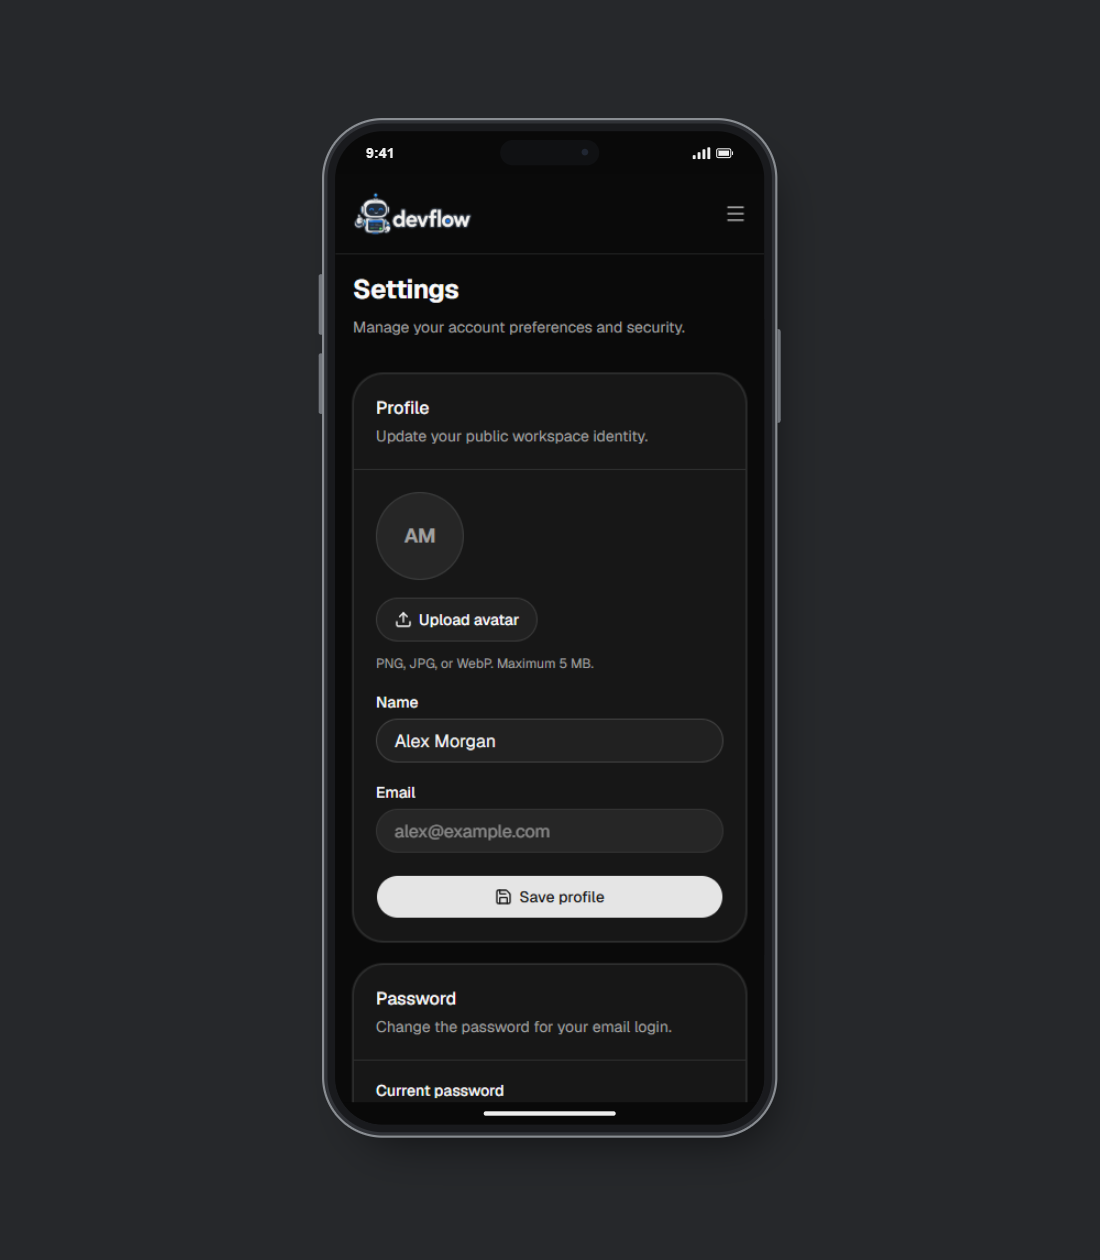 9:41
devflow
Settings
Manage your account preferences and security.
Profile
Update your public workspace identity.
AM
Upload avatar
PNG, JPG, or WebP. Maximum 5 MB.
Name
Alex Morgan
Email
alex@example.com
Save profile
Password
Change the password for your email login.
Current password